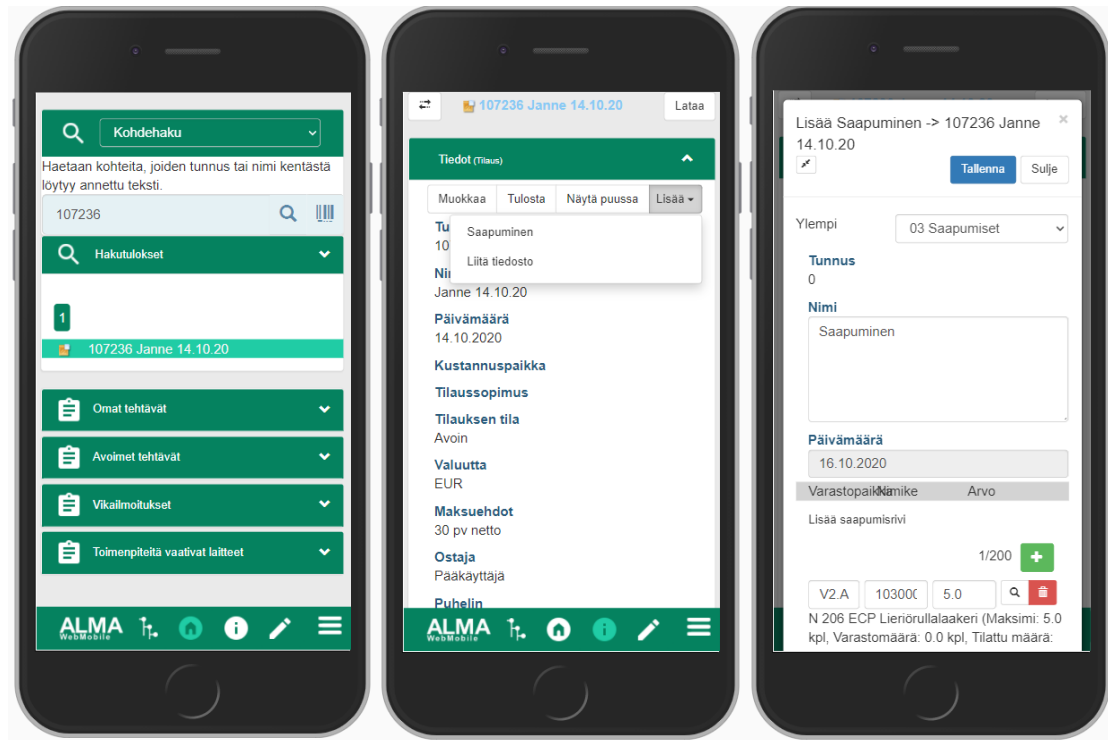 Kohdehaku
Haetaan kohteita, joiden tunnus tai nimi kentästä
löytyy annettu teksti.
107236
Hakutulokset
1
107236 Janne 14.10.20
Omat tehtävät
Avoimet tehtävät
Vikailmoitukset
Toimenpiteitä vaativat laitteet
ALMA
WebMobile
107236 Janne 14.10.20 Lataa
Tiedot (Tilaus)
Muokkaa Tulosta Näytä puussa Lisää
Tu
10
Saapuminen
Liitä tiedosto
Ni
Janne 14.10.20
Päivämäärä
14.10.2020
Kustannuspaikka
Tilaussopimus
Tilauksen tila
Avoin
Valuutta
EUR
Maksuehdot
30 pv netto
Ostaja
Pääkäyttäjä
Puhelin
ALMA
WebMobile
Lisää Saapuminen -> 107236 Janne ×
14.10.20
Tallenna Sulje
Ylempi 03 Saapumiset
Tunnus
0
Nimi
Saapuminen
Päivämäärä
16.10.2020
Varastopaikka Nimike Arvo
Lisää saapumisrivi
1/200 +
V2.A 10300 5.0
N 206 ECP Lieriörullalaakeri (Maksimi: 5.0
kpl, Varastomäärä: 0.0 kpl, Tilattu määrä: